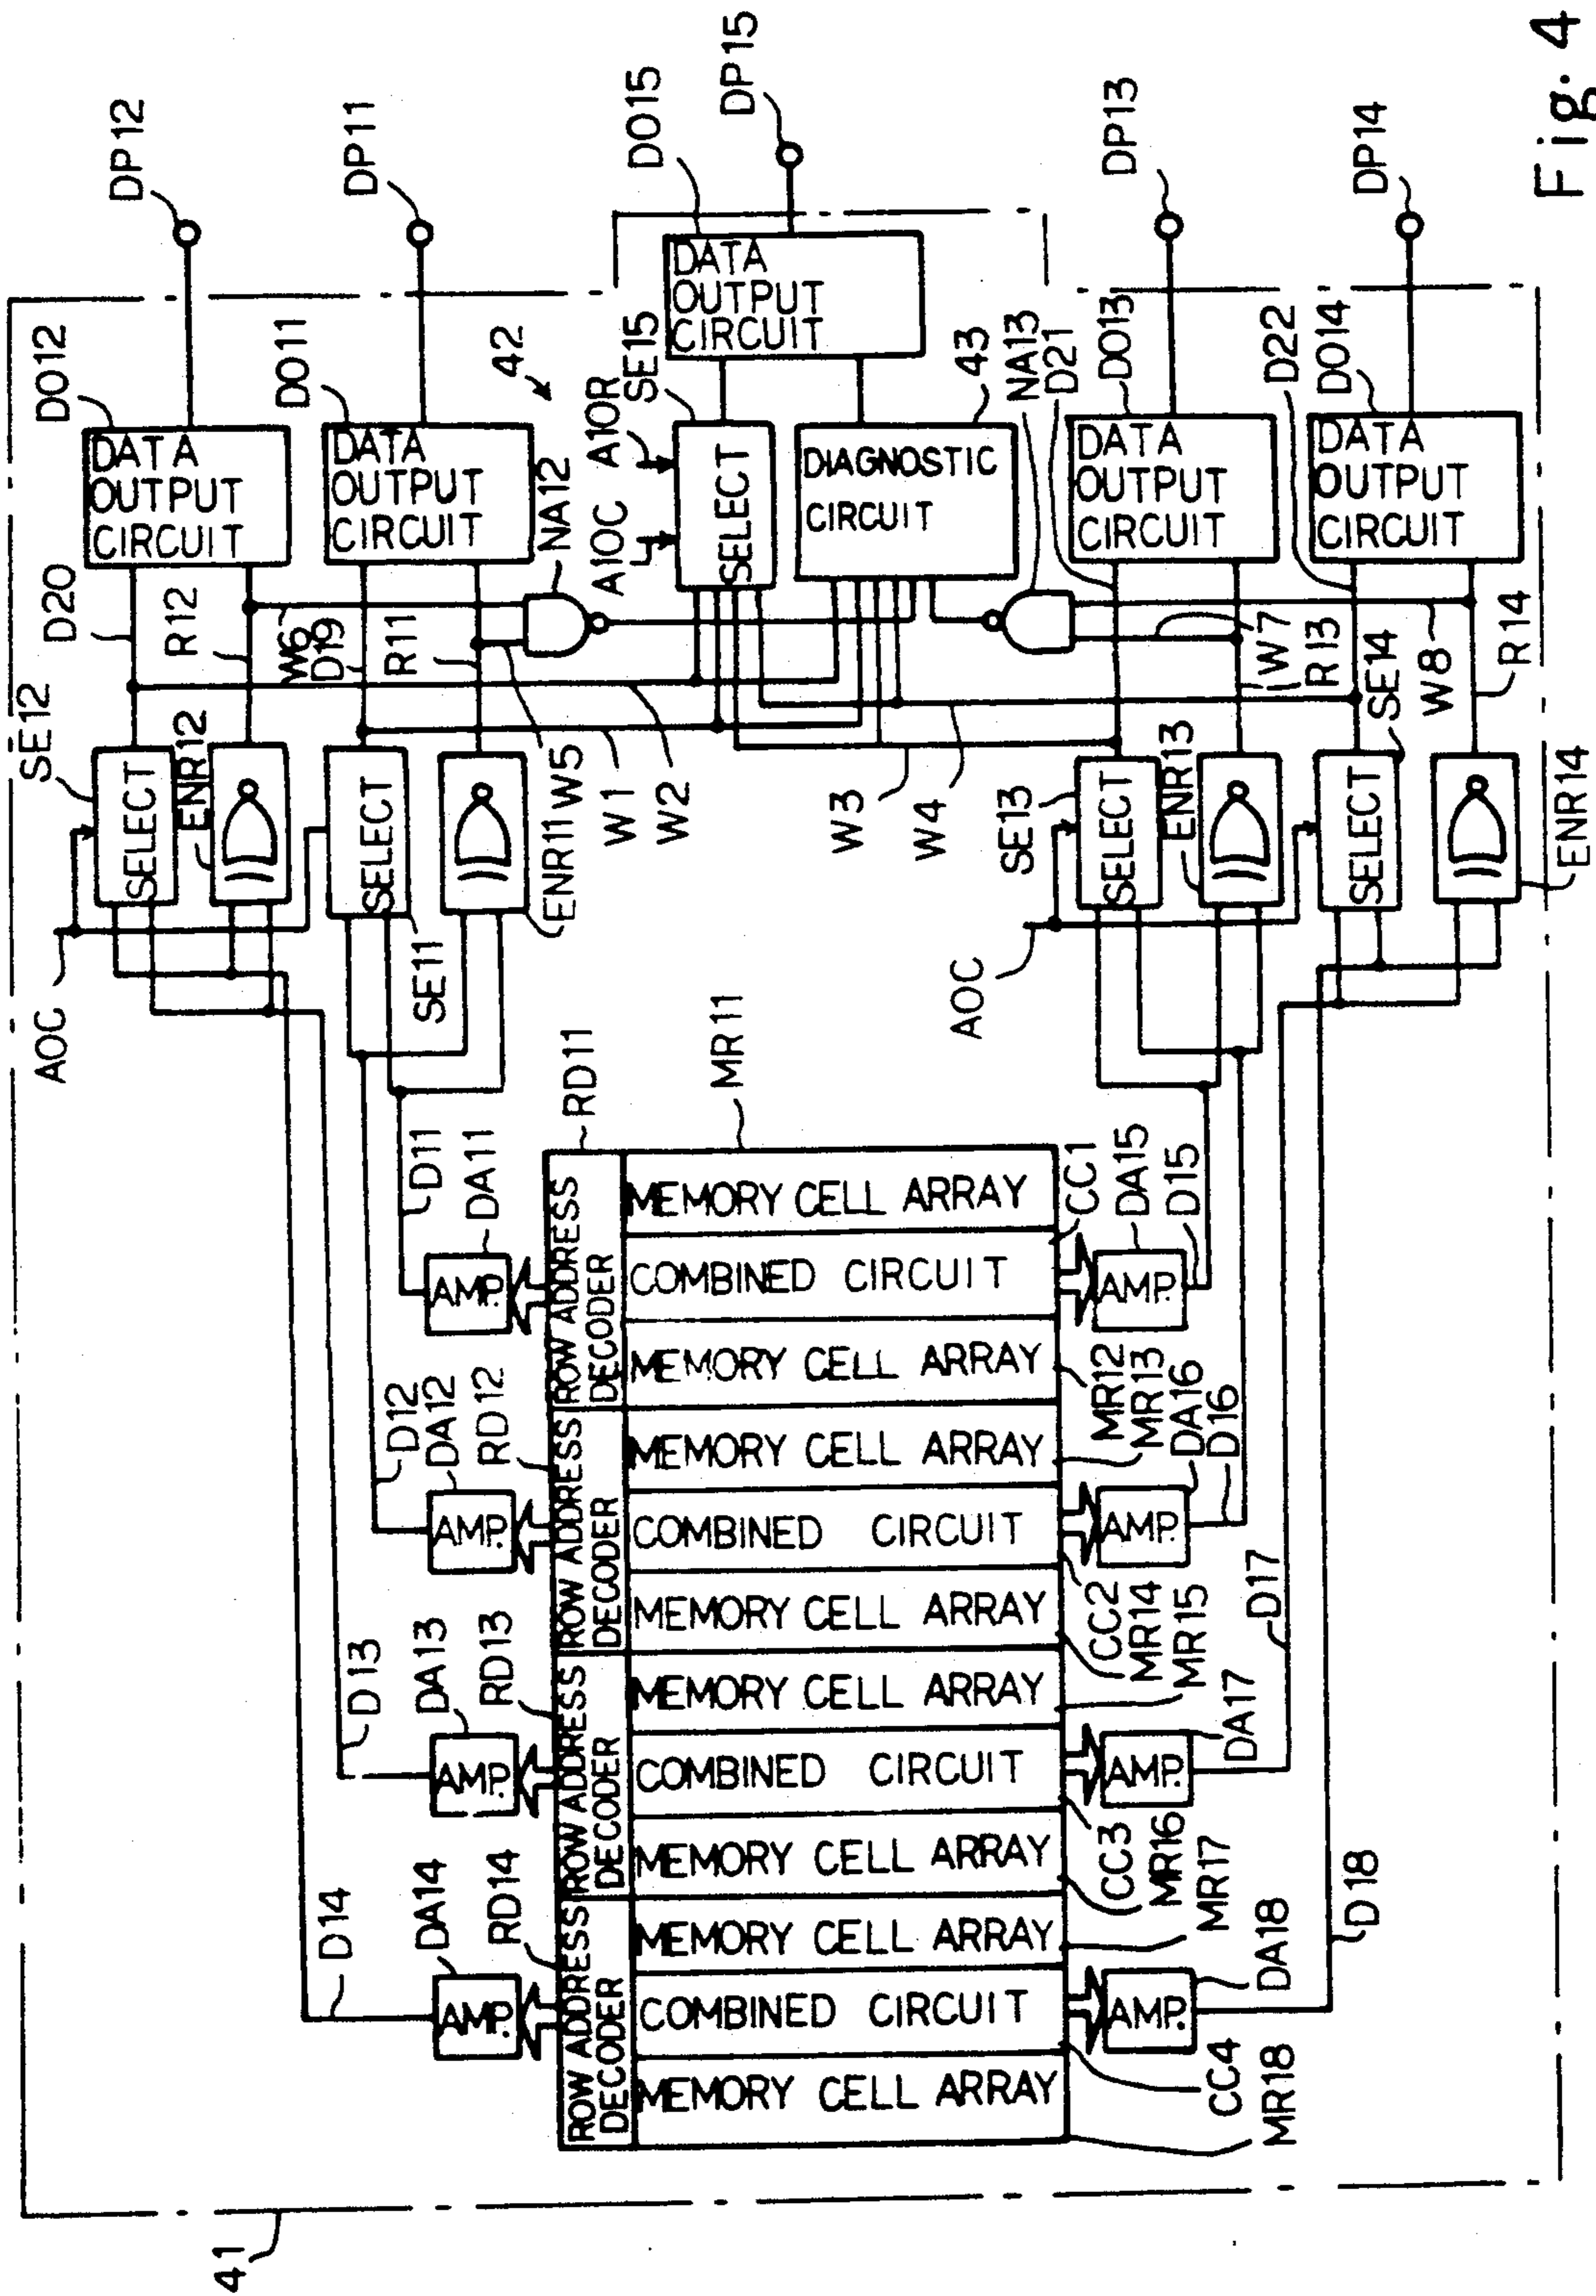 DP12
DP11
DP15
DP13
DP14
Fig. 4
DO12
DO11
DO15
DO13
DO14
DATA
OUTPUT
CIRCUIT
DATA
OUTPUT
CIRCUIT
DATA
OUTPUT
CIRCUIT
DATA
OUTPUT
CIRCUIT
DATA
OUTPUT
CIRCUIT
42
SE15
43
NA13
D21
D22
NA12
A10C
A10R
SELECT
DIAGNOSTIC
CIRCUIT
D20
R12
W6
D19
R11
W7
R13
SE14
W8
R14
SE12
SELECT
ENR12
SELECT
SE11
ENR11
W5
W1
W2
W3
W4
SE13
SELECT
ENR13
SELECT
ENR14
AOC
AOC
RD11
MR11
D11
DA11
AMP.
ROW ADDRESS
DECODER
MEMORY CELL ARRAY
COMBINED CIRCUIT
MEMORY CELL ARRAY
CC1
DA15
D15
AMP.
MR12
MR13
DA16
D16
D12
DA12
RD12
AMP.
ROW ADDRESS
DECODER
MEMORY CELL ARRAY
COMBINED CIRCUIT
MEMORY CELL ARRAY
AMP.
CC2
MR14
MR15
D17
D13
DA13
RD13
AMP.
ROW ADDRESS
DECODER
MEMORY CELL ARRAY
COMBINED CIRCUIT
MEMORY CELL ARRAY
AMP.
DA17
CC3
MR16
MR17
D14
DA14
RD14
AMP.
ROW ADDRESS
DECODER
MEMORY CELL ARRAY
COMBINED CIRCUIT
MEMORY CELL ARRAY
AMP.
DA18
D18
CC4
MR18
41